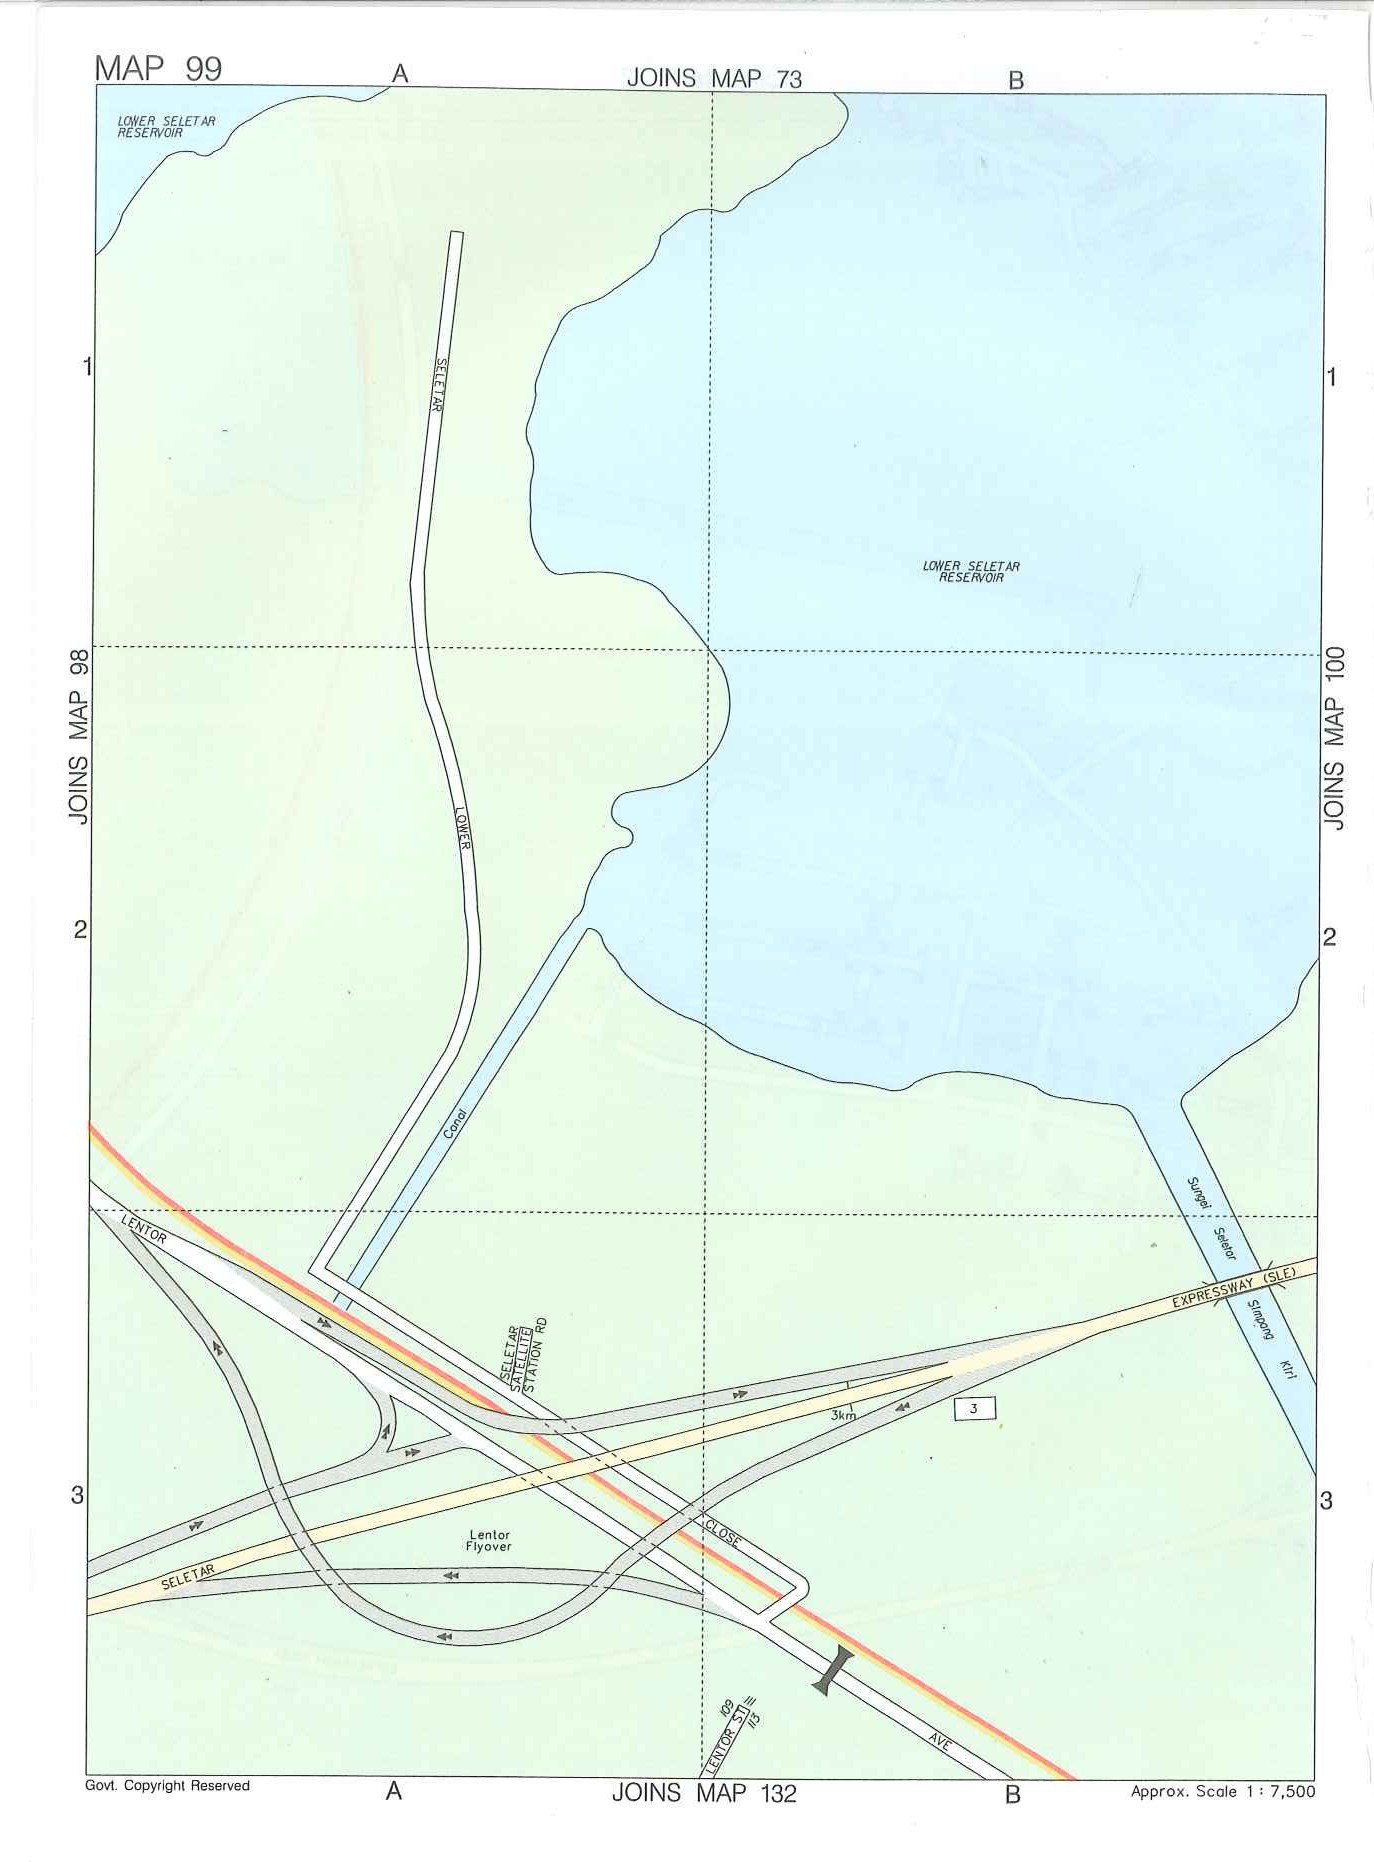 MAP 99
A
JOINS MAP 73
B
LOWER SELETAR
RESERVOIR
1
SELETAR
1
LOWER SELETAR
RESERVOIR
JOINS MAP 98
JOINS MAP 100
LOWER
2
2
Canal
Sungei Seletar Simpang Kiri
LENTOR
EXPRESSWAY (SLE)
SELETAR
SATELLITE
STATION RD
3km
3
3
3
CLOSE
Lentor
Flyover
SELETAR
109
111
LENTOR ST
113
AVE
Govt. Copyright Reserved
A
JOINS MAP 132
B
Approx. Scale 1 : 7,500